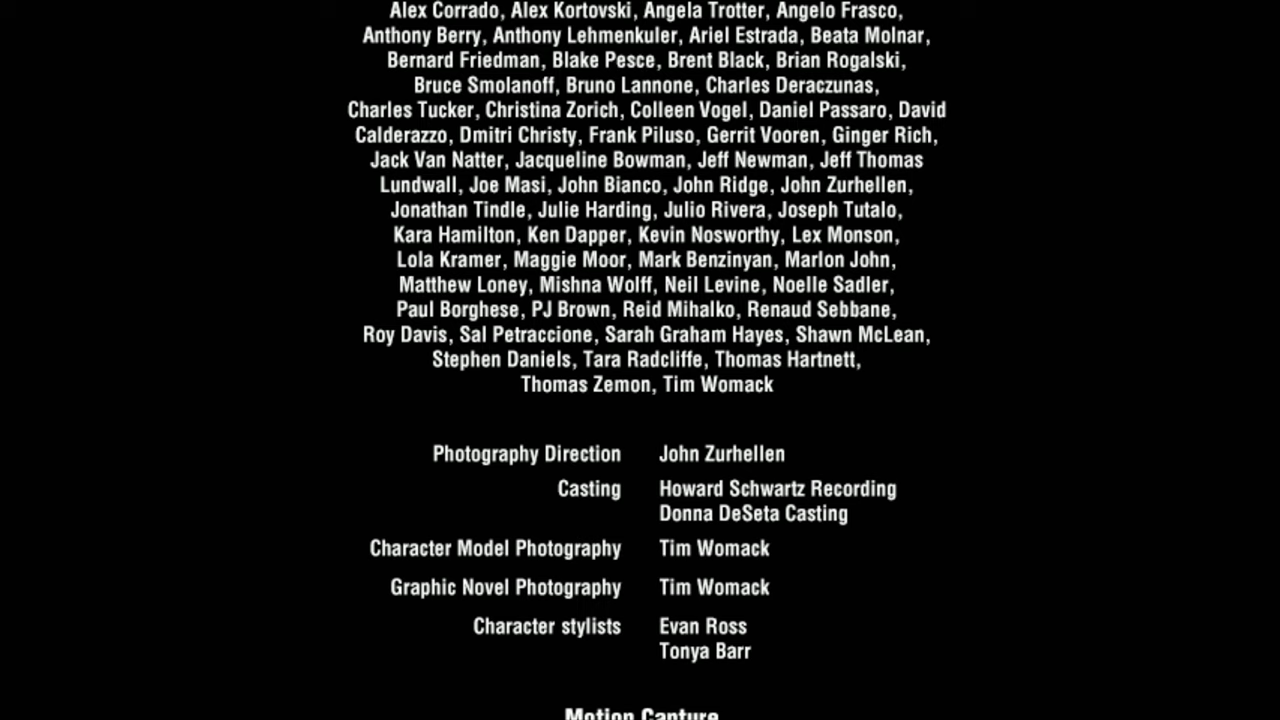 Alex Corrado, Alex Kortovski, Angela Trotter, Angelo Frasco,
Anthony Berry, Anthony Lehmenkuler, Ariel Estrada, Beata Molnar,
Bernard Friedman, Blake Pesce, Brent Black, Brian Rogalski,
Bruce Smolanoff, Bruno Lannone, Charles Deraczunas,
Charles Tucker, Christina Zorich, Colleen Vogel, Daniel Passaro, David
Calderazzo, Dmitri Christy, Frank Piluso, Gerrit Vooren, Ginger Rich,
Jack Van Natter, Jacqueline Bowman, Jeff Newman, Jeff Thomas
Lundwall, Joe Masi, John Bianco, John Ridge, John Zurhellen,
Jonathan Tindle, Julie Harding, Julio Rivera, Joseph Tutalo,
Kara Hamilton, Ken Dapper, Kevin Nosworthy, Lex Monson,
Lola Kramer, Maggie Moor, Mark Benzinyan, Marlon John,
Matthew Loney, Mishna Wolff, Neil Levine, Noelle Sadler,
Paul Borghese, PJ Brown, Reid Mihalko, Renaud Sebbane,
Roy Davis, Sal Petraccione, Sarah Graham Hayes, Shawn McLean,
Stephen Daniels, Tara Radcliffe, Thomas Hartnett,
Thomas Zemon, Tim Womack
Photography Direction John Zurhellen
Casting Howard Schwartz Recording
Donna DeSeta Casting
Character Model Photography Tim Womack
Graphic Novel Photography Tim Womack
Character stylists Evan Ross
Tonya Barr
Motion Capture